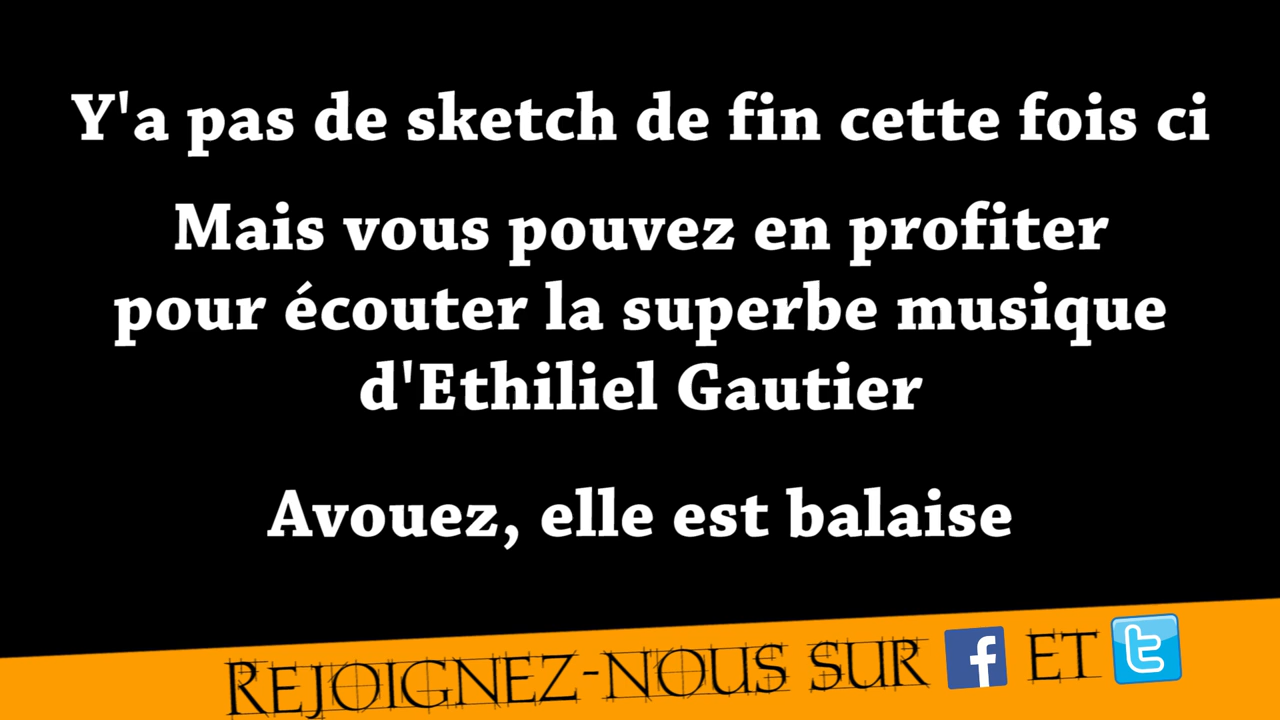 Y'a pas de sketch de fin cette fois ci
Mais vous pouvez en profiter
pour écouter la superbe musique
d'Ethiliel Gautier
Avouez, elle est balaise
REJOIGNEZ-NOUS SUR f ET t